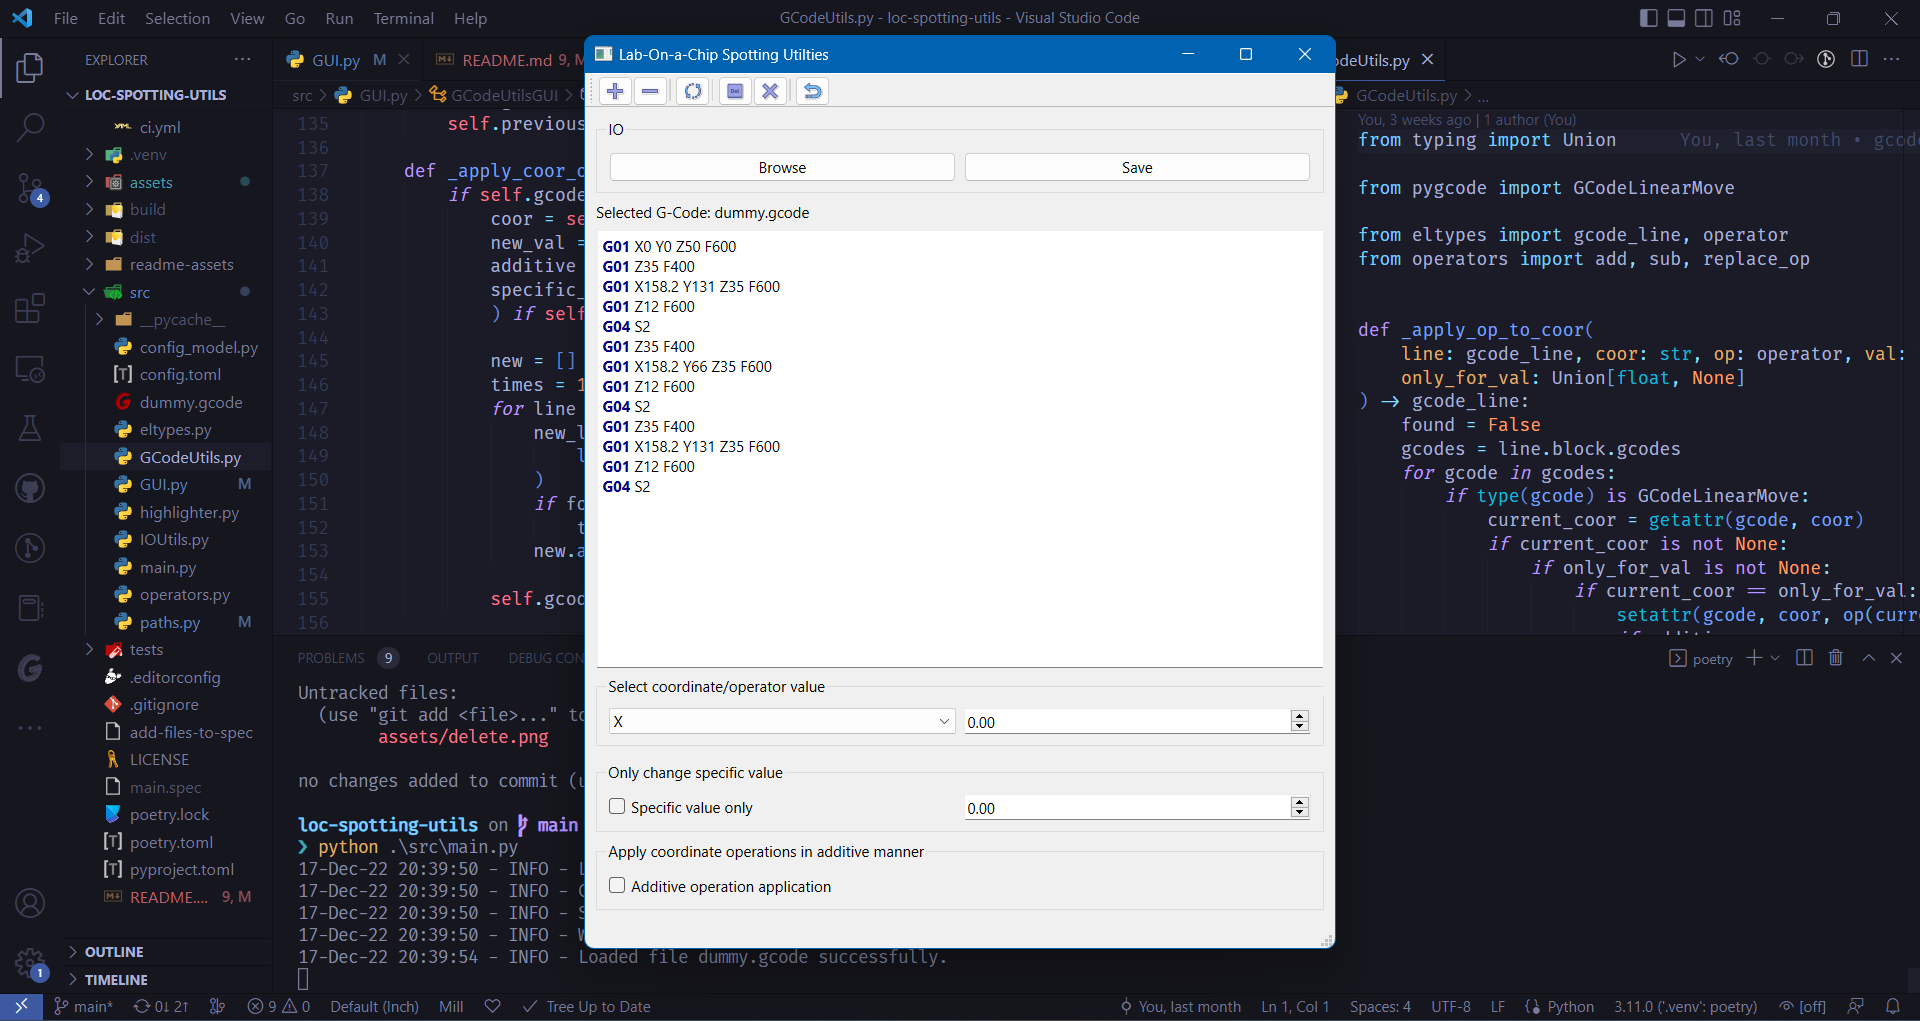 File Edit Selection View Go Run Terminal Help
GCodeUtils.py - loc-spotting-utils - Visual Studio Code
EXPLORER
LOC-SPOTTING-UTILS
ci.yml
.venv
assets
build
dist
readme-assets
src
__pycache__
config_model.py
config.toml
dummy.gcode
eltypes.py
GCodeUtils.py
GUI.py M
highlighter.py
IOUtils.py
main.py
operators.py
paths.py M
tests
.editorconfig
.gitignore
add-files-to-spec
LICENSE
main.spec
poetry.lock
poetry.toml
pyproject.toml
README.... 9, M
OUTLINE
TIMELINE
4
1
GUI.py M
README.md 9, M
src > GUI.py > GCodeUtilsGUI >
135 self.previous
136
137 def _apply_coor_o
138 if self.gcode
139 coor = se
140 new_val =
141 additive
142 specific_
143 ) if self
144
145 new = []
146 times = 1
147 for line
148 new_l
149 l
150 )
151 if fo
152 t
153 new.a
154
155 self.gcod
156
PROBLEMS 9 OUTPUT DEBUG CON
Untracked files:
(use "git add <file>..." to
assets/delete.png
no changes added to commit (u
loc-spotting-utils on main
❯ python .\src\main.py
17-Dec-22 20:39:50 - INFO - L
17-Dec-22 20:39:50 - INFO -
17-Dec-22 20:39:50 - INFO - S
17-Dec-22 20:39:50 - INFO - W
17-Dec-22 20:39:54 - INFO - Loaded file dummy.gcode successfully.
Lab-On-a-Chip Spotting Utilties
Del
IO
Browse
Save
Selected G-Code: dummy.gcode
G01 X0 Y0 Z50 F600
G01 Z35 F400
G01 X158.2 Y131 Z35 F600
G01 Z12 F600
G04 S2
G01 Z35 F400
G01 X158.2 Y66 Z35 F600
G01 Z12 F600
G04 S2
G01 Z35 F400
G01 X158.2 Y131 Z35 F600
G01 Z12 F600
G04 S2
Select coordinate/operator value
X
0.00
Only change specific value
Specific value only
0.00
Apply coordinate operations in additive manner
Additive operation application
deUtils.py
GCodeUtils.py > ...
You, 3 weeks ago | 1 author (You)
from typing import Union You, last month • gcod
from pygcode import GCodeLinearMove
from eltypes import gcode_line, operator
from operators import add, sub, replace_op
def _apply_op_to_coor(
line: gcode_line, coor: str, op: operator, val:
only_for_val: Union[float, None]
) → gcode_line:
found = False
gcodes = line.block.gcodes
for gcode in gcodes:
if type(gcode) is GCodeLinearMove:
current_coor = getattr(gcode, coor)
if current_coor is not None:
if only_for_val is not None:
if current_coor == only_for_val:
setattr(gcode, coor, op(curr
poetry
main* 0↓ 2↑ 9 0 Default (Inch) Mill Tree Up to Date
You, last month Ln 1, Col 1 Spaces: 4 UTF-8 LF Python 3.11.0 ('.venv': poetry) [off]